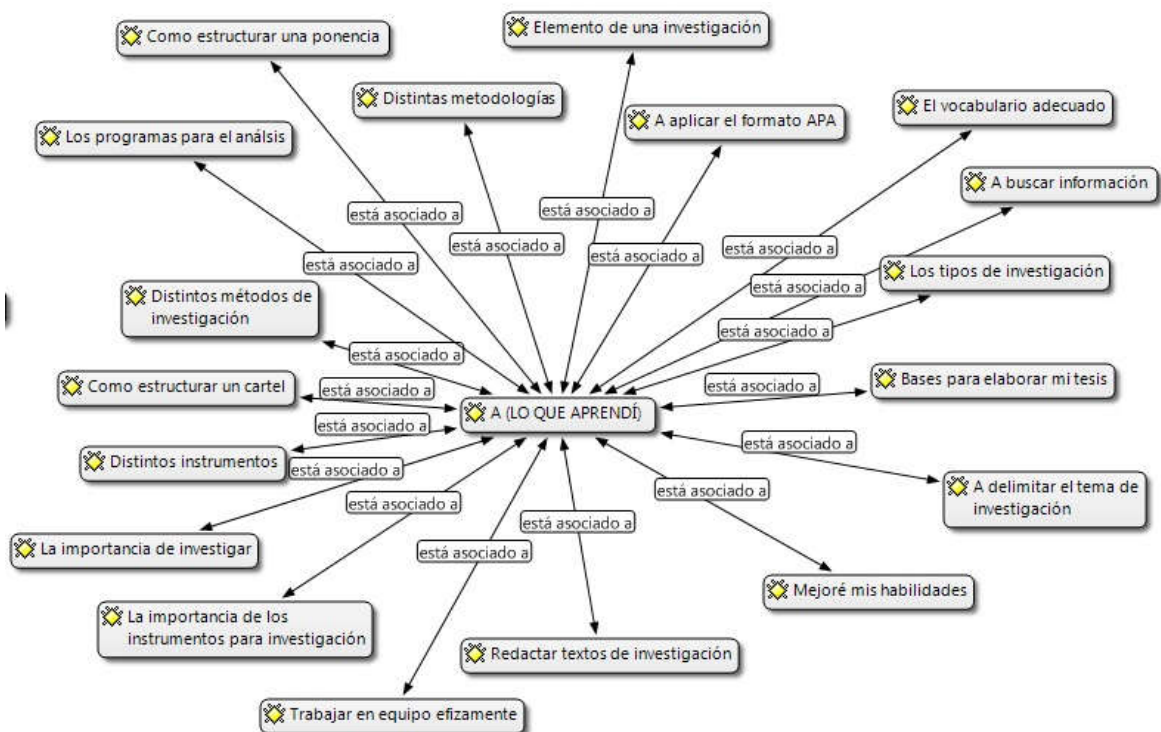 Como estructurar una ponencia
Elemento de una investigación
Distintas metodologías
A aplicar el formato APA
El vocabulario adecuado
Los programas para el análsis
A buscar información
está asociado a
está asociado a
está asociado a
está asociado a
está asociado a
está asociado a
está asociado a
Los tipos de investigación
Distintos métodos de
investigación
está asociado a
está asociado a
Como estructurar un cartel
está asociado a
está asociado a
Bases para elaborar mi tesis
A (LO QUE APRENDÍ)
está asociado a
Distintos instrumentos
está asociado a
está asociado a
está asociado a
está asociado a
A delimitar el tema de
investigación
está asociado a
La importancia de investigar
está asociado a
Mejoré mis habilidades
La importancia de los
instrumentos para investigación
Redactar textos de investigación
Trabajar en equipo efizamente